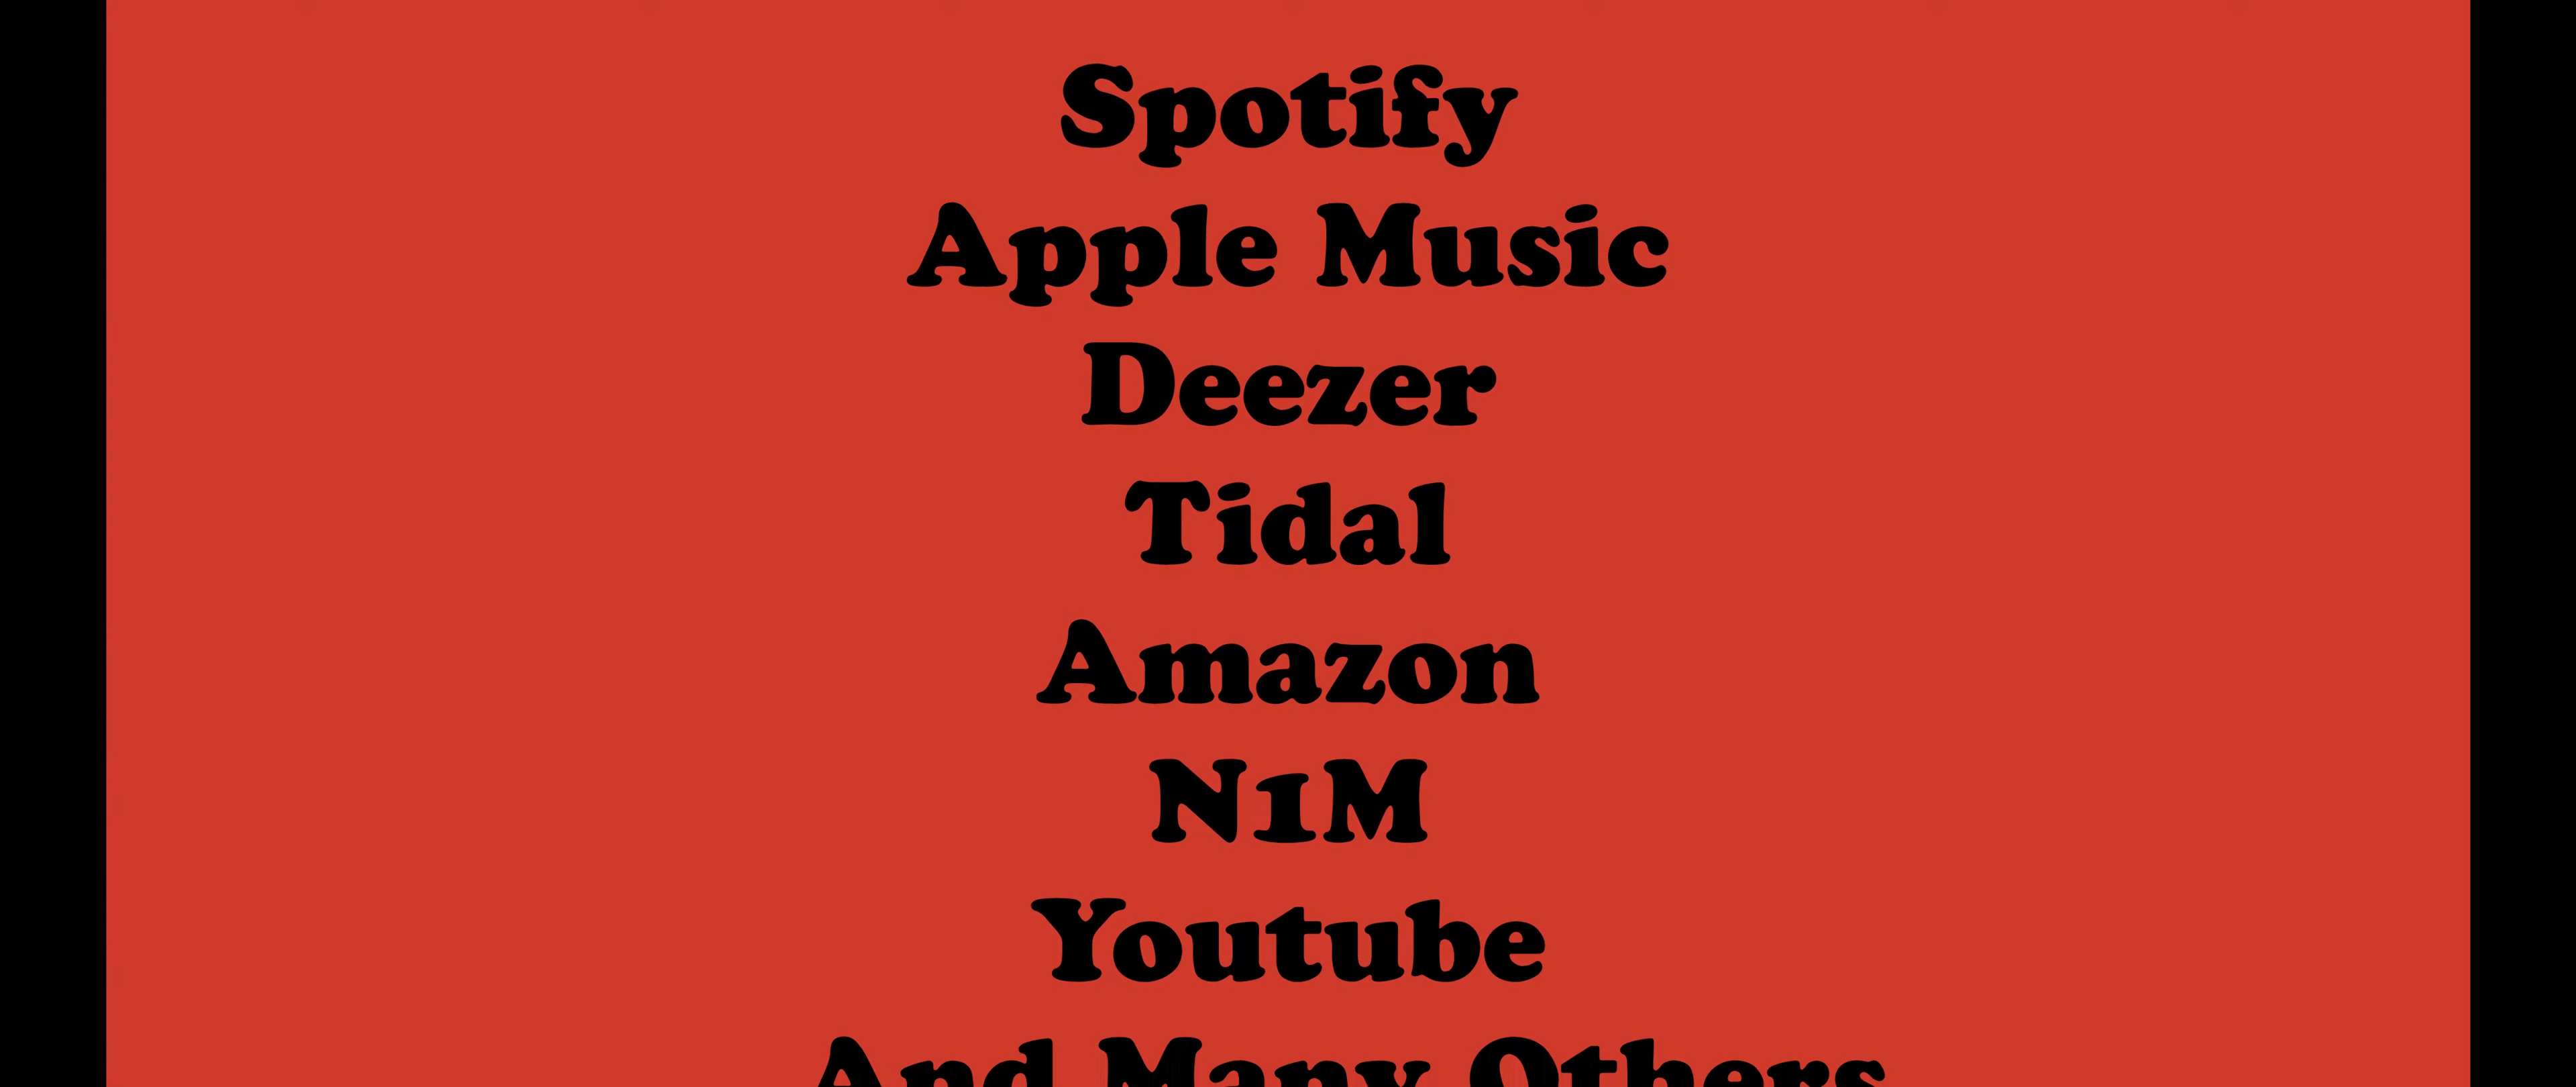 Spotify
Apple Music
Deezer
Tidal
Amazon
N1M
Youtube
And Many Others